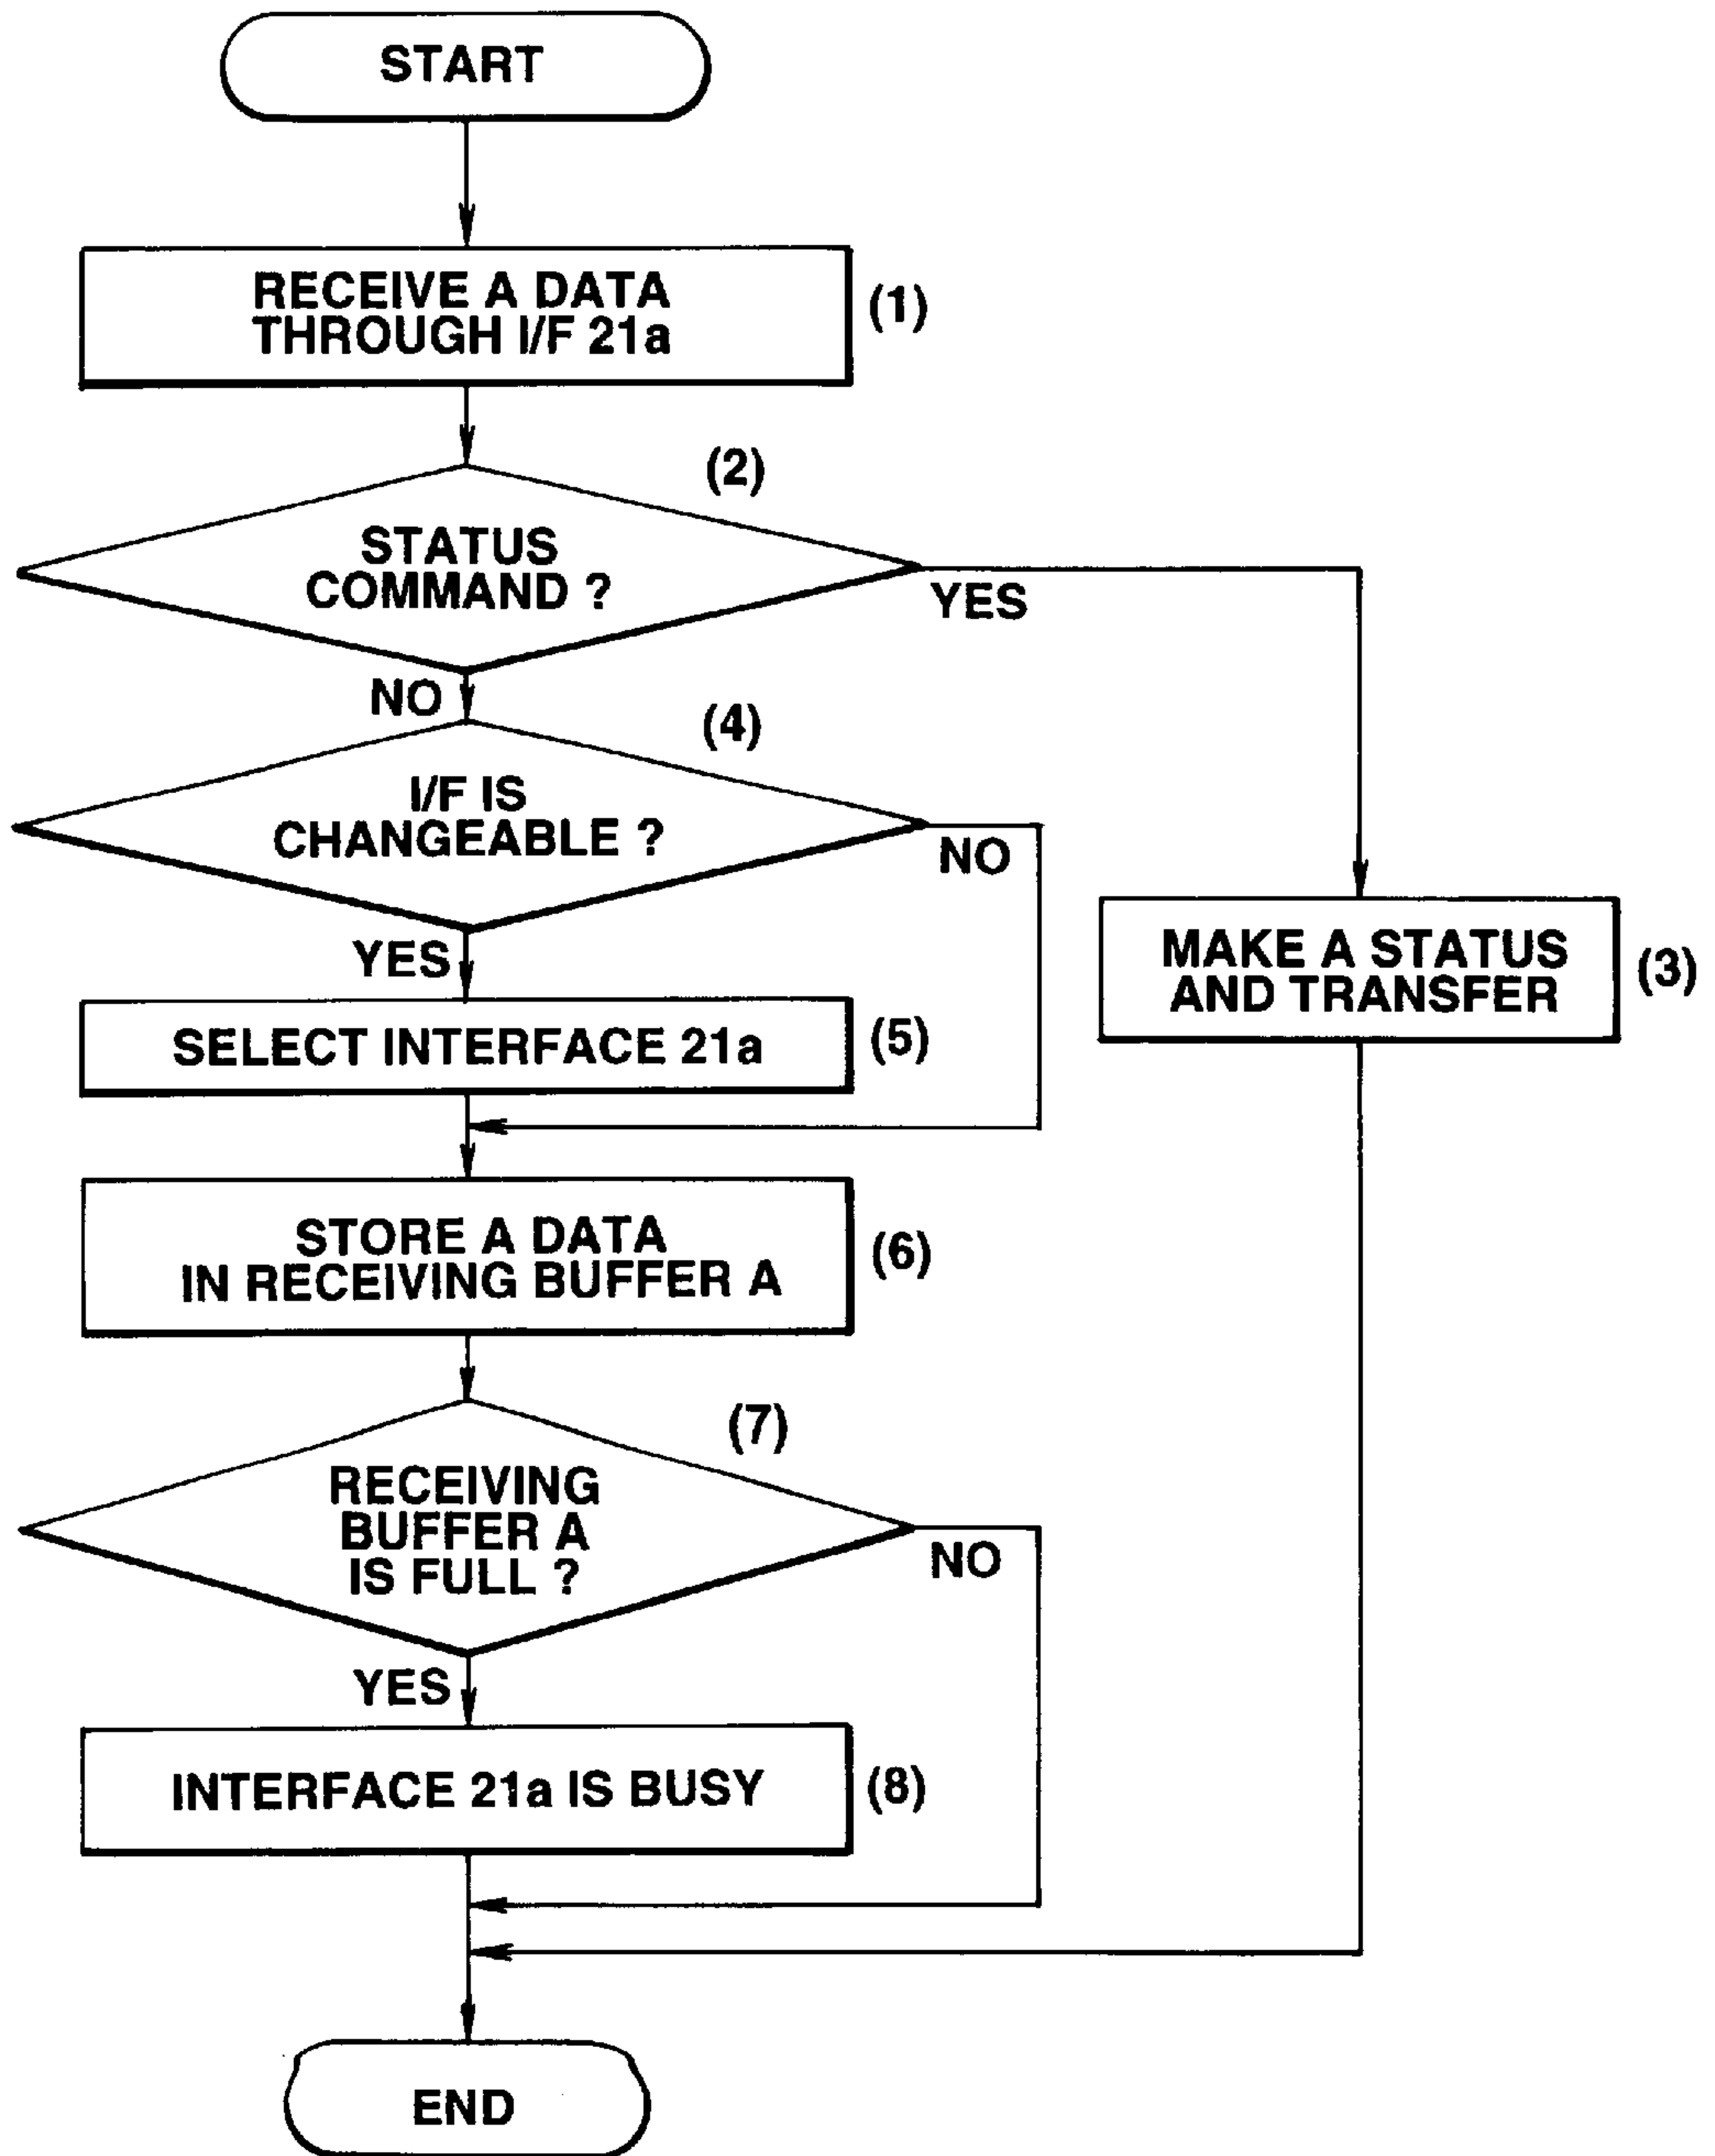 START
RECEIVE A DATA
THROUGH I/F 21a
(1)
(2)
STATUS
COMMAND ?
YES
NO
(4)
I/F IS
CHANGEABLE ?
NO
YES
MAKE A STATUS
AND TRANSFER
(3)
SELECT INTERFACE 21a
(5)
STORE A DATA
IN RECEIVING BUFFER A
(6)
(7)
RECEIVING
BUFFER A
IS FULL ?
NO
YES
INTERFACE 21a IS BUSY
(8)
END